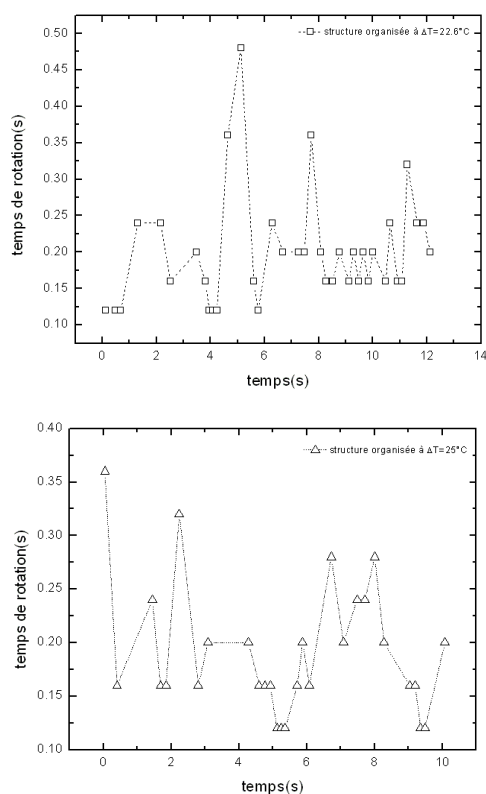 structure organisée à ΔT=22.6°C
temps de rotation(s)
0.50
0.45
0.40
0.35
0.30
0.25
0.20
0.15
0.10
0 2 4 6 8 10 12 14
temps(s)
structure organisée à ΔT=25°C
temps de rotation(s)
0.40
0.35
0.30
0.25
0.20
0.15
0.10
0 2 4 6 8 10
temps(s)